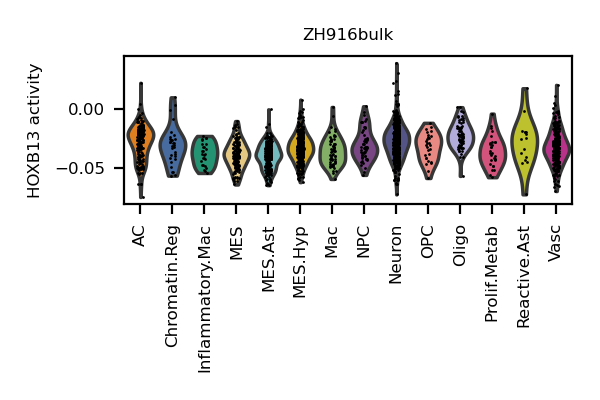 ZH916bulk
HOXB13 activity
0.00
−0.05
AC
Chromatin.Reg
Inflammatory.Mac
MES
MES.Ast
MES.Hyp
Mac
NPC
Neuron
OPC
Oligo
Prolif.Metab
Reactive.Ast
Vasc